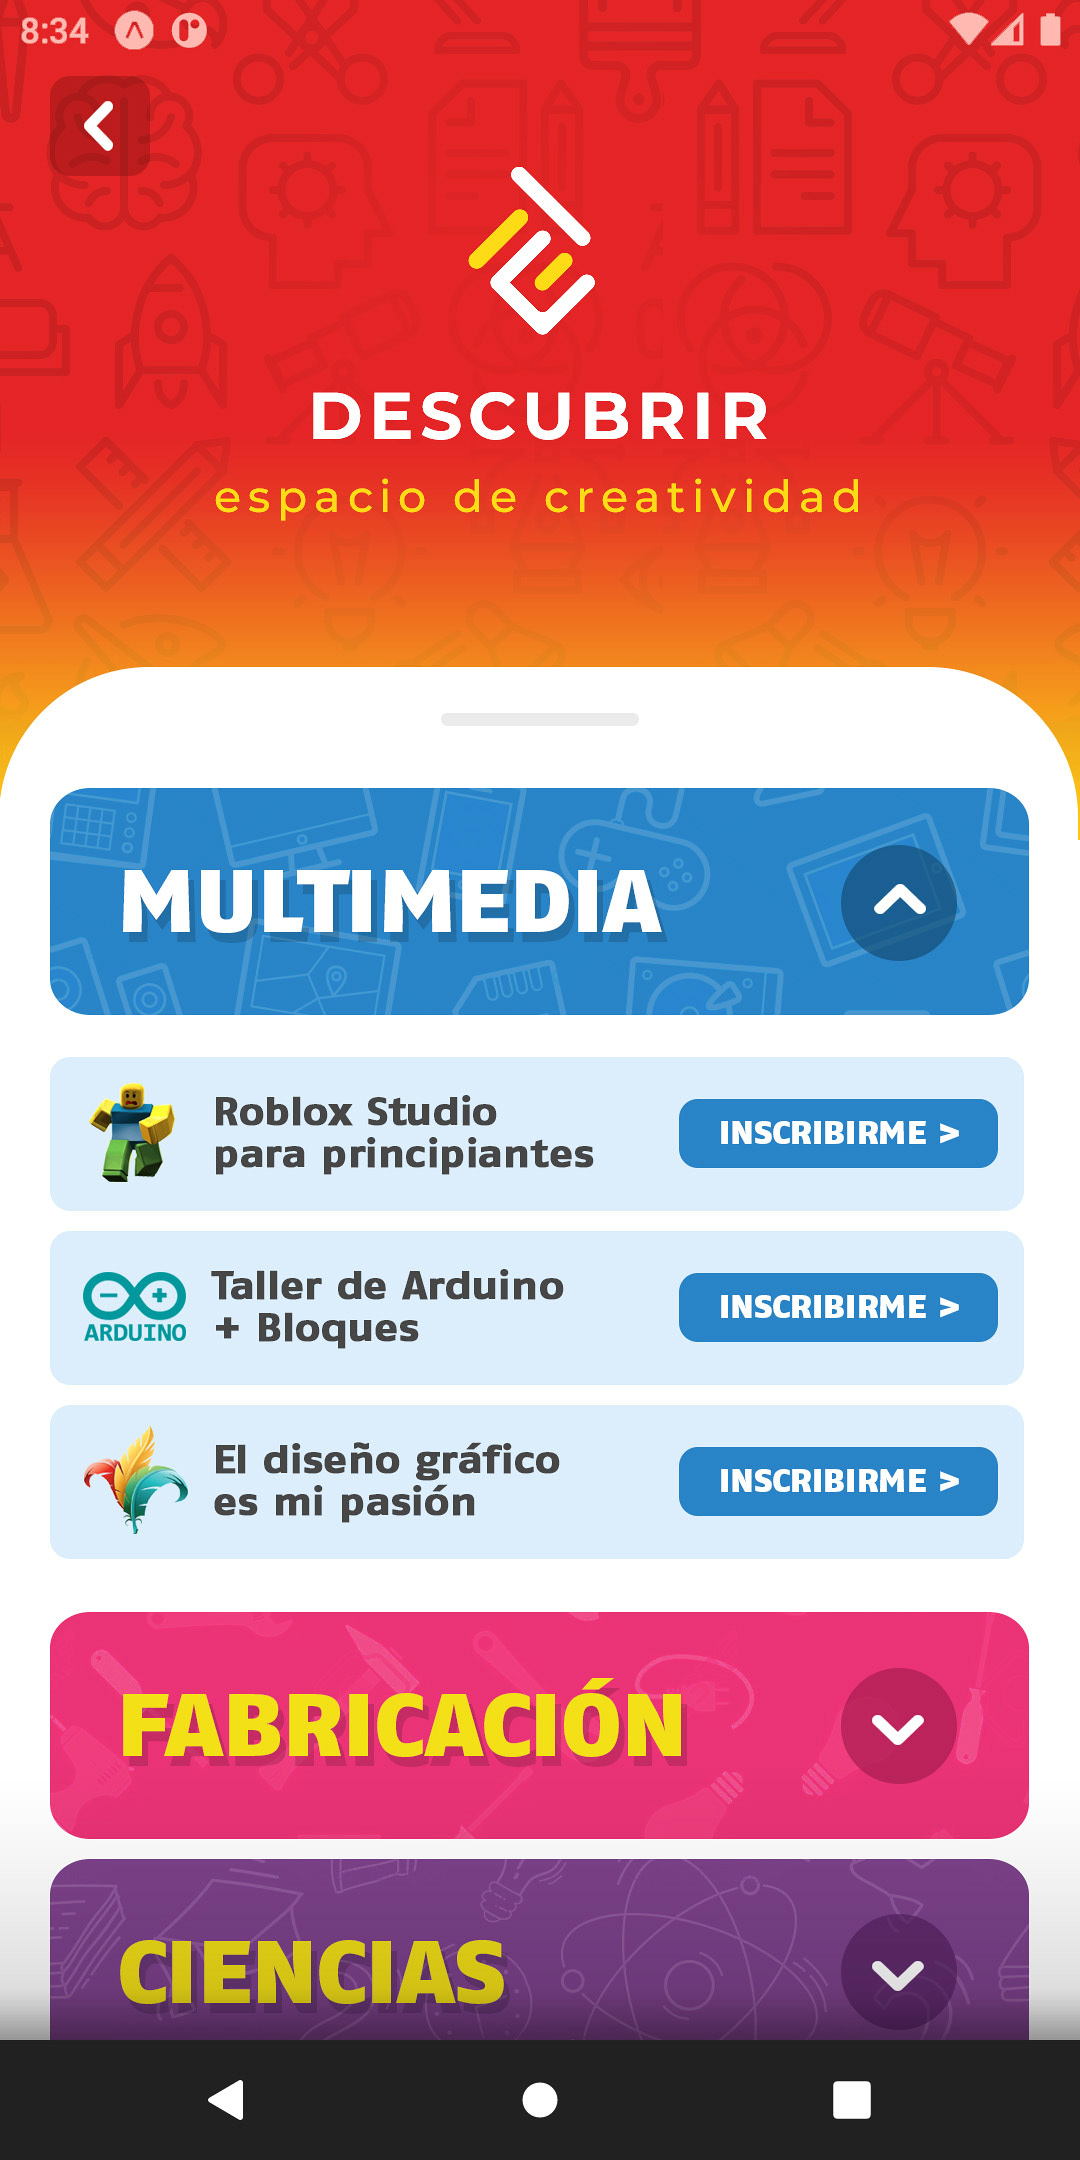 8:34
DESCUBRIR
espacio de creatividad
MULTIMEDIA
Roblox Studio
para principiantes
INSCRIBIRME >
ARDUINO
Taller de Arduino
+ Bloques
INSCRIBIRME >
El diseño gráfico
es mi pasión
INSCRIBIRME >
FABRICACIÓN
CIENCIAS